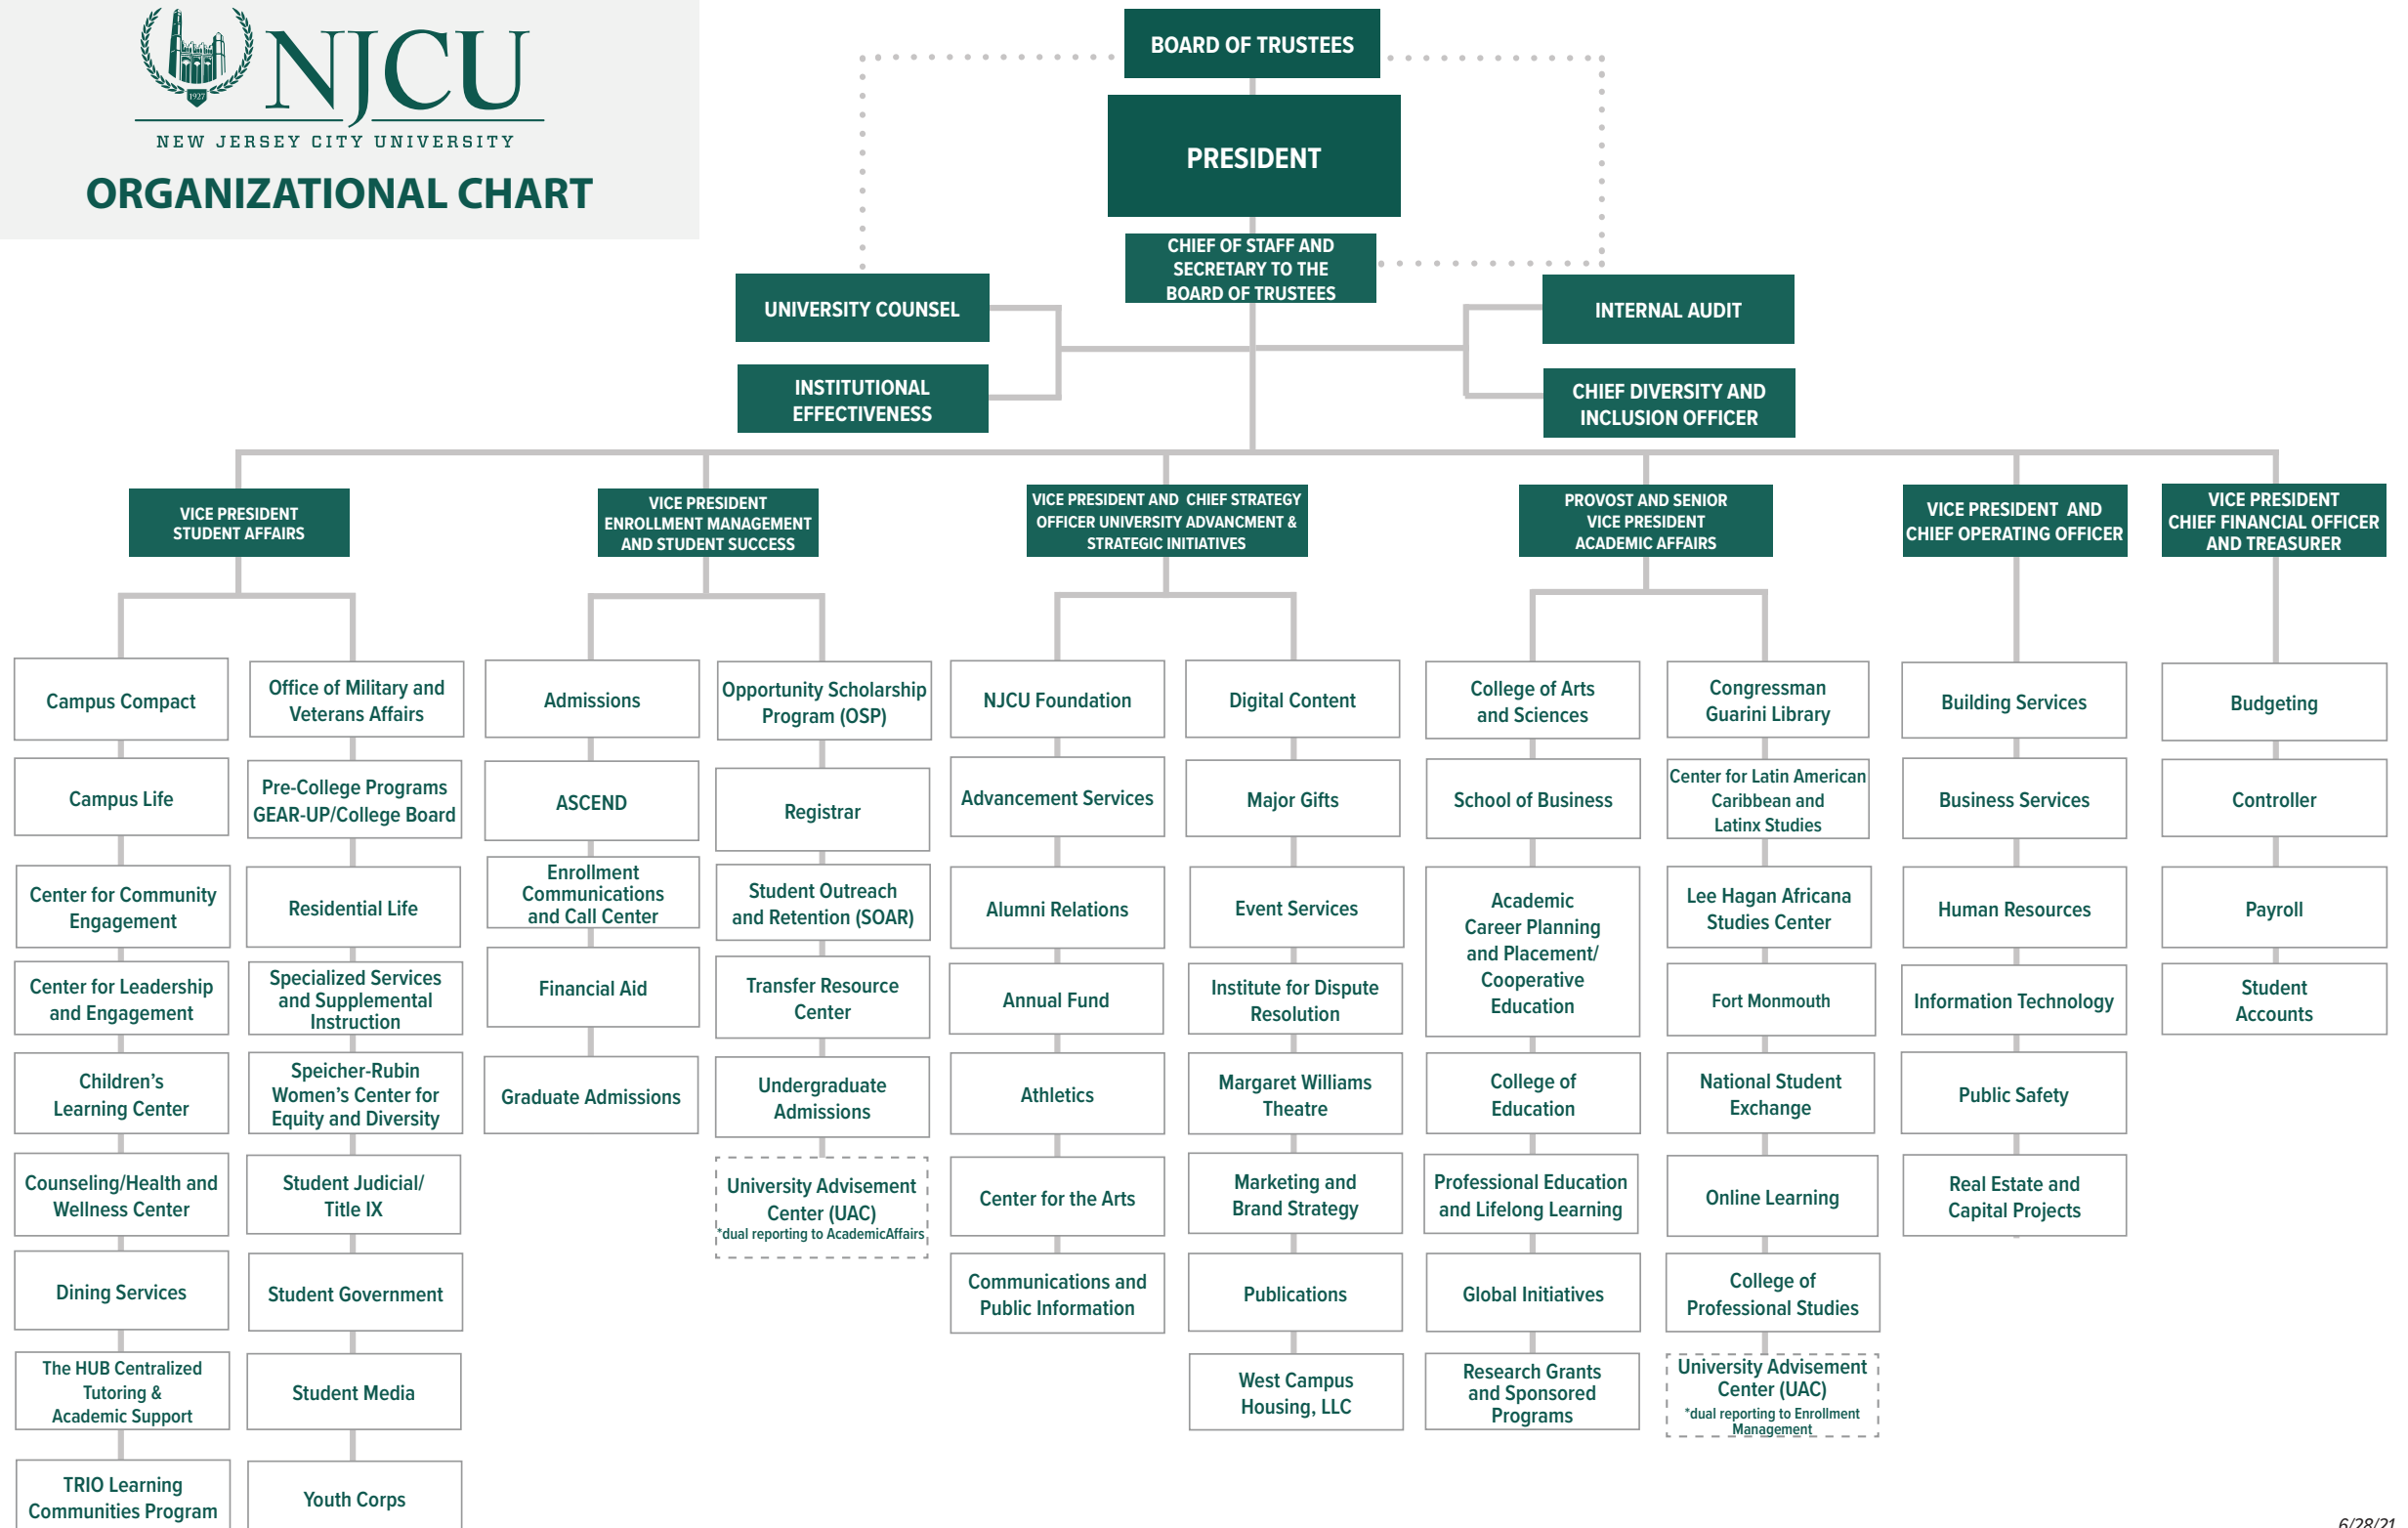 1927
NJCU
NEW JERSEY CITY UNIVERSITY
ORGANIZATIONAL CHART
BOARD OF TRUSTEES
PRESIDENT
CHIEF OF STAFF AND
SECRETARY TO THE
BOARD OF TRUSTEES
UNIVERSITY COUNSEL
INSTITUTIONAL
EFFECTIVENESS
INTERNAL AUDIT
CHIEF DIVERSITY AND
INCLUSION OFFICER
VICE PRESIDENT
STUDENT AFFAIRS
VICE PRESIDENT
ENROLLMENT MANAGEMENT
AND STUDENT SUCCESS
VICE PRESIDENT AND CHIEF STRATEGY
OFFICER UNIVERSITY ADVANCMENT &
STRATEGIC INITIATIVES
PROVOST AND SENIOR
VICE PRESIDENT
ACADEMIC AFFAIRS
VICE PRESIDENT AND
CHIEF OPERATING OFFICER
VICE PRESIDENT
CHIEF FINANCIAL OFFICER
AND TREASURER
Campus Compact
Campus Life
Center for Community
Engagement
Center for Leadership
and Engagement
Children’s
Learning Center
Counseling/Health and
Wellness Center
Dining Services
The HUB Centralized
Tutoring &
Academic Support
TRIO Learning
Communities Program
Office of Military and
Veterans Affairs
Pre-College Programs
GEAR-UP/College Board
Residential Life
Specialized Services
and Supplemental
Instruction
Speicher-Rubin
Women’s Center for
Equity and Diversity
Student Judicial/
Title IX
Student Government
Student Media
Youth Corps
Admissions
ASCEND
Enrollment
Communications
and Call Center
Financial Aid
Graduate Admissions
Opportunity Scholarship
Program (OSP)
Registrar
Student Outreach
and Retention (SOAR)
Transfer Resource
Center
Undergraduate
Admissions
University Advisement
Center (UAC)
*dual reporting to AcademicAffairs
NJCU Foundation
Advancement Services
Alumni Relations
Annual Fund
Athletics
Center for the Arts
Communications and
Public Information
Digital Content
Major Gifts
Event Services
Institute for Dispute
Resolution
Margaret Williams
Theatre
Marketing and
Brand Strategy
Publications
West Campus
Housing, LLC
College of Arts
and Sciences
School of Business
Academic
Career Planning
and Placement/
Cooperative
Education
College of
Education
Professional Education
and Lifelong Learning
Global Initiatives
Research Grants
and Sponsored
Programs
Congressman
Guarini Library
Center for Latin American
Caribbean and
Latinx Studies
Lee Hagan Africana
Studies Center
Fort Monmouth
National Student
Exchange
Online Learning
College of
Professional Studies
University Advisement
Center (UAC)
*dual reporting to Enrollment
Management
Building Services
Business Services
Human Resources
Information Technology
Public Safety
Real Estate and
Capital Projects
Budgeting
Controller
Payroll
Student
Accounts
6/28/21